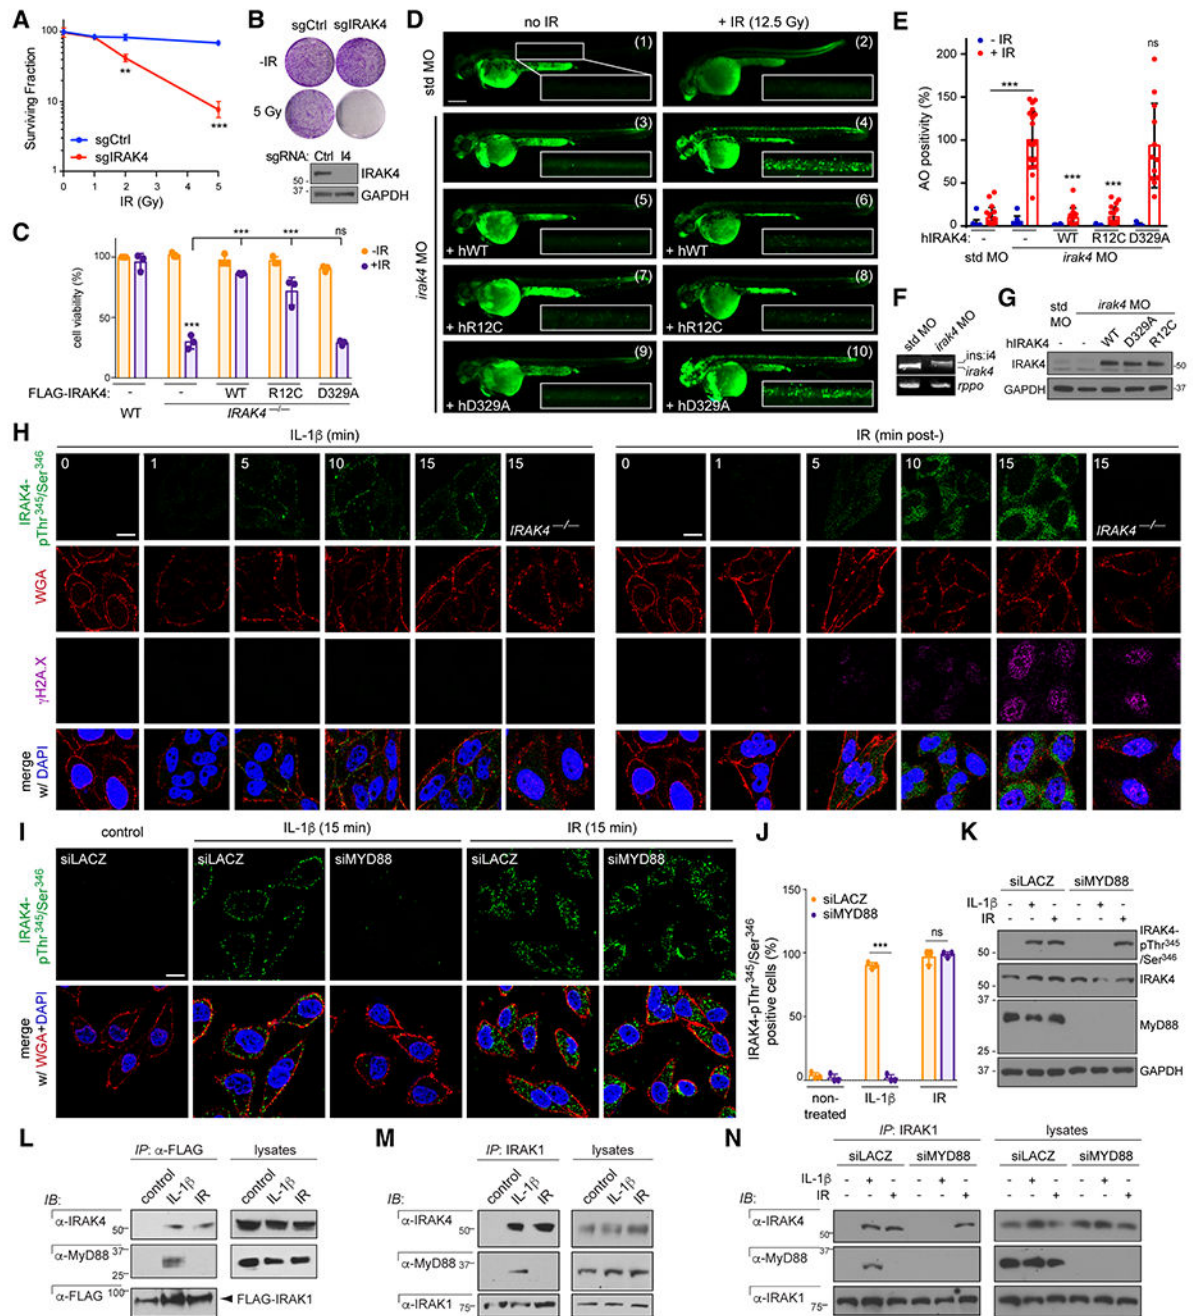 A
Surviving Fraction
100
10
1
sgCtrl
sgIRAK4
**
***
0 1 2 3 4 5
IR (Gy)
B
sgCtrl sgIRAK4
-IR
5 Gy
sgRNA: Ctrl I4
50 -
37 -
IRAK4
GAPDH
C
cell viability (%)
100
50
0
*** *** ns
***
-IR
+IR
FLAG-IRAK4: - - WT R12C D329A
WT IRAK4 —/—
D
no IR + IR (12.5 Gy)
std MO
irak4 MO
(1) (2)
(3) (4)
(5) (6)
+ hWT + hWT
(7) (8)
+ hR12C + hR12C
(9) (10)
+ hD329A + hD329A
E
- IR
+ IR
ns
AO positivity (%)
200
150
100
50
0
***
*** ***
hIRAK4: - - WT R12C D329A
std MO irak4 MO
F
std MO irak4 MO
ins:i4
irak4
rppo
G
std MO irak4 MO
hIRAK4 - - WT D329A R12C
IRAK4 -50
GAPDH -37
H
IL-1β (min) IR (min post-)
0 1 5 10 15 15 0 1 5 10 15 15
IRAK4-pThr345/Ser346
IRAK4—/— IRAK4—/—
WGA
γH2A.X
merge w/ DAPI
I
control IL-1β (15 min) IR (15 min)
siLACZ siLACZ siMYD88 siLACZ siMYD88
IRAK4-pThr345/Ser346
merge w/ WGA+DAPI
J
siLACZ
siMYD88
IRAK4-pThr345/Ser346 positive cells (%)
150
100
50
0
*** ns
non-treated IL-1β IR
K
siLACZ siMYD88
IL-1β - + - - + -
IR - - + - - +
50 - IRAK4-pThr345/Ser346
50 - IRAK4
37 -
MyD88
25 -
37 - GAPDH
L
IP: α-FLAG lysates
IB: control IL-1β IR control IL-1β IR
α-IRAK4 50
α-MyD88 37
25
α-FLAG 100 FLAG-IRAK1
M
IP: IRAK1 lysates
IB: control IL-1β IR control IL-1β IR
α-IRAK4 50
α-MyD88 37
α-IRAK1 75
N
IP: IRAK1 lysates
siLACZ siMYD88 siLACZ siMYD88
IL-1β - + - - + - - + - - + -
IR - - + - - + - - + - - +
IB:
α-IRAK4 50
α-MyD88 37
α-IRAK1 75